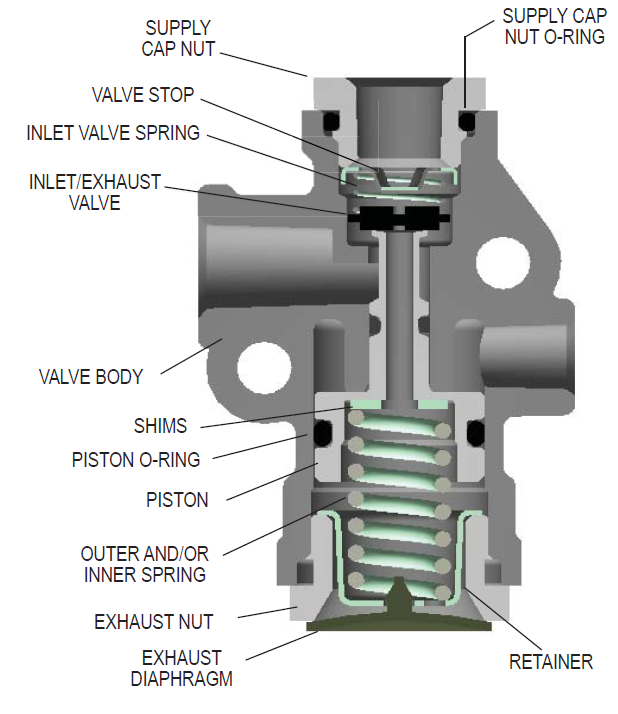 SUPPLY
CAP NUT
SUPPLY CAP
NUT O-RING
VALVE STOP
INLET VALVE SPRING
INLET/EXHAUST
VALVE
VALVE BODY
SHIMS
PISTON O-RING
PISTON
OUTER AND/OR
INNER SPRING
EXHAUST NUT
EXHAUST
DIAPHRAGM
RETAINER